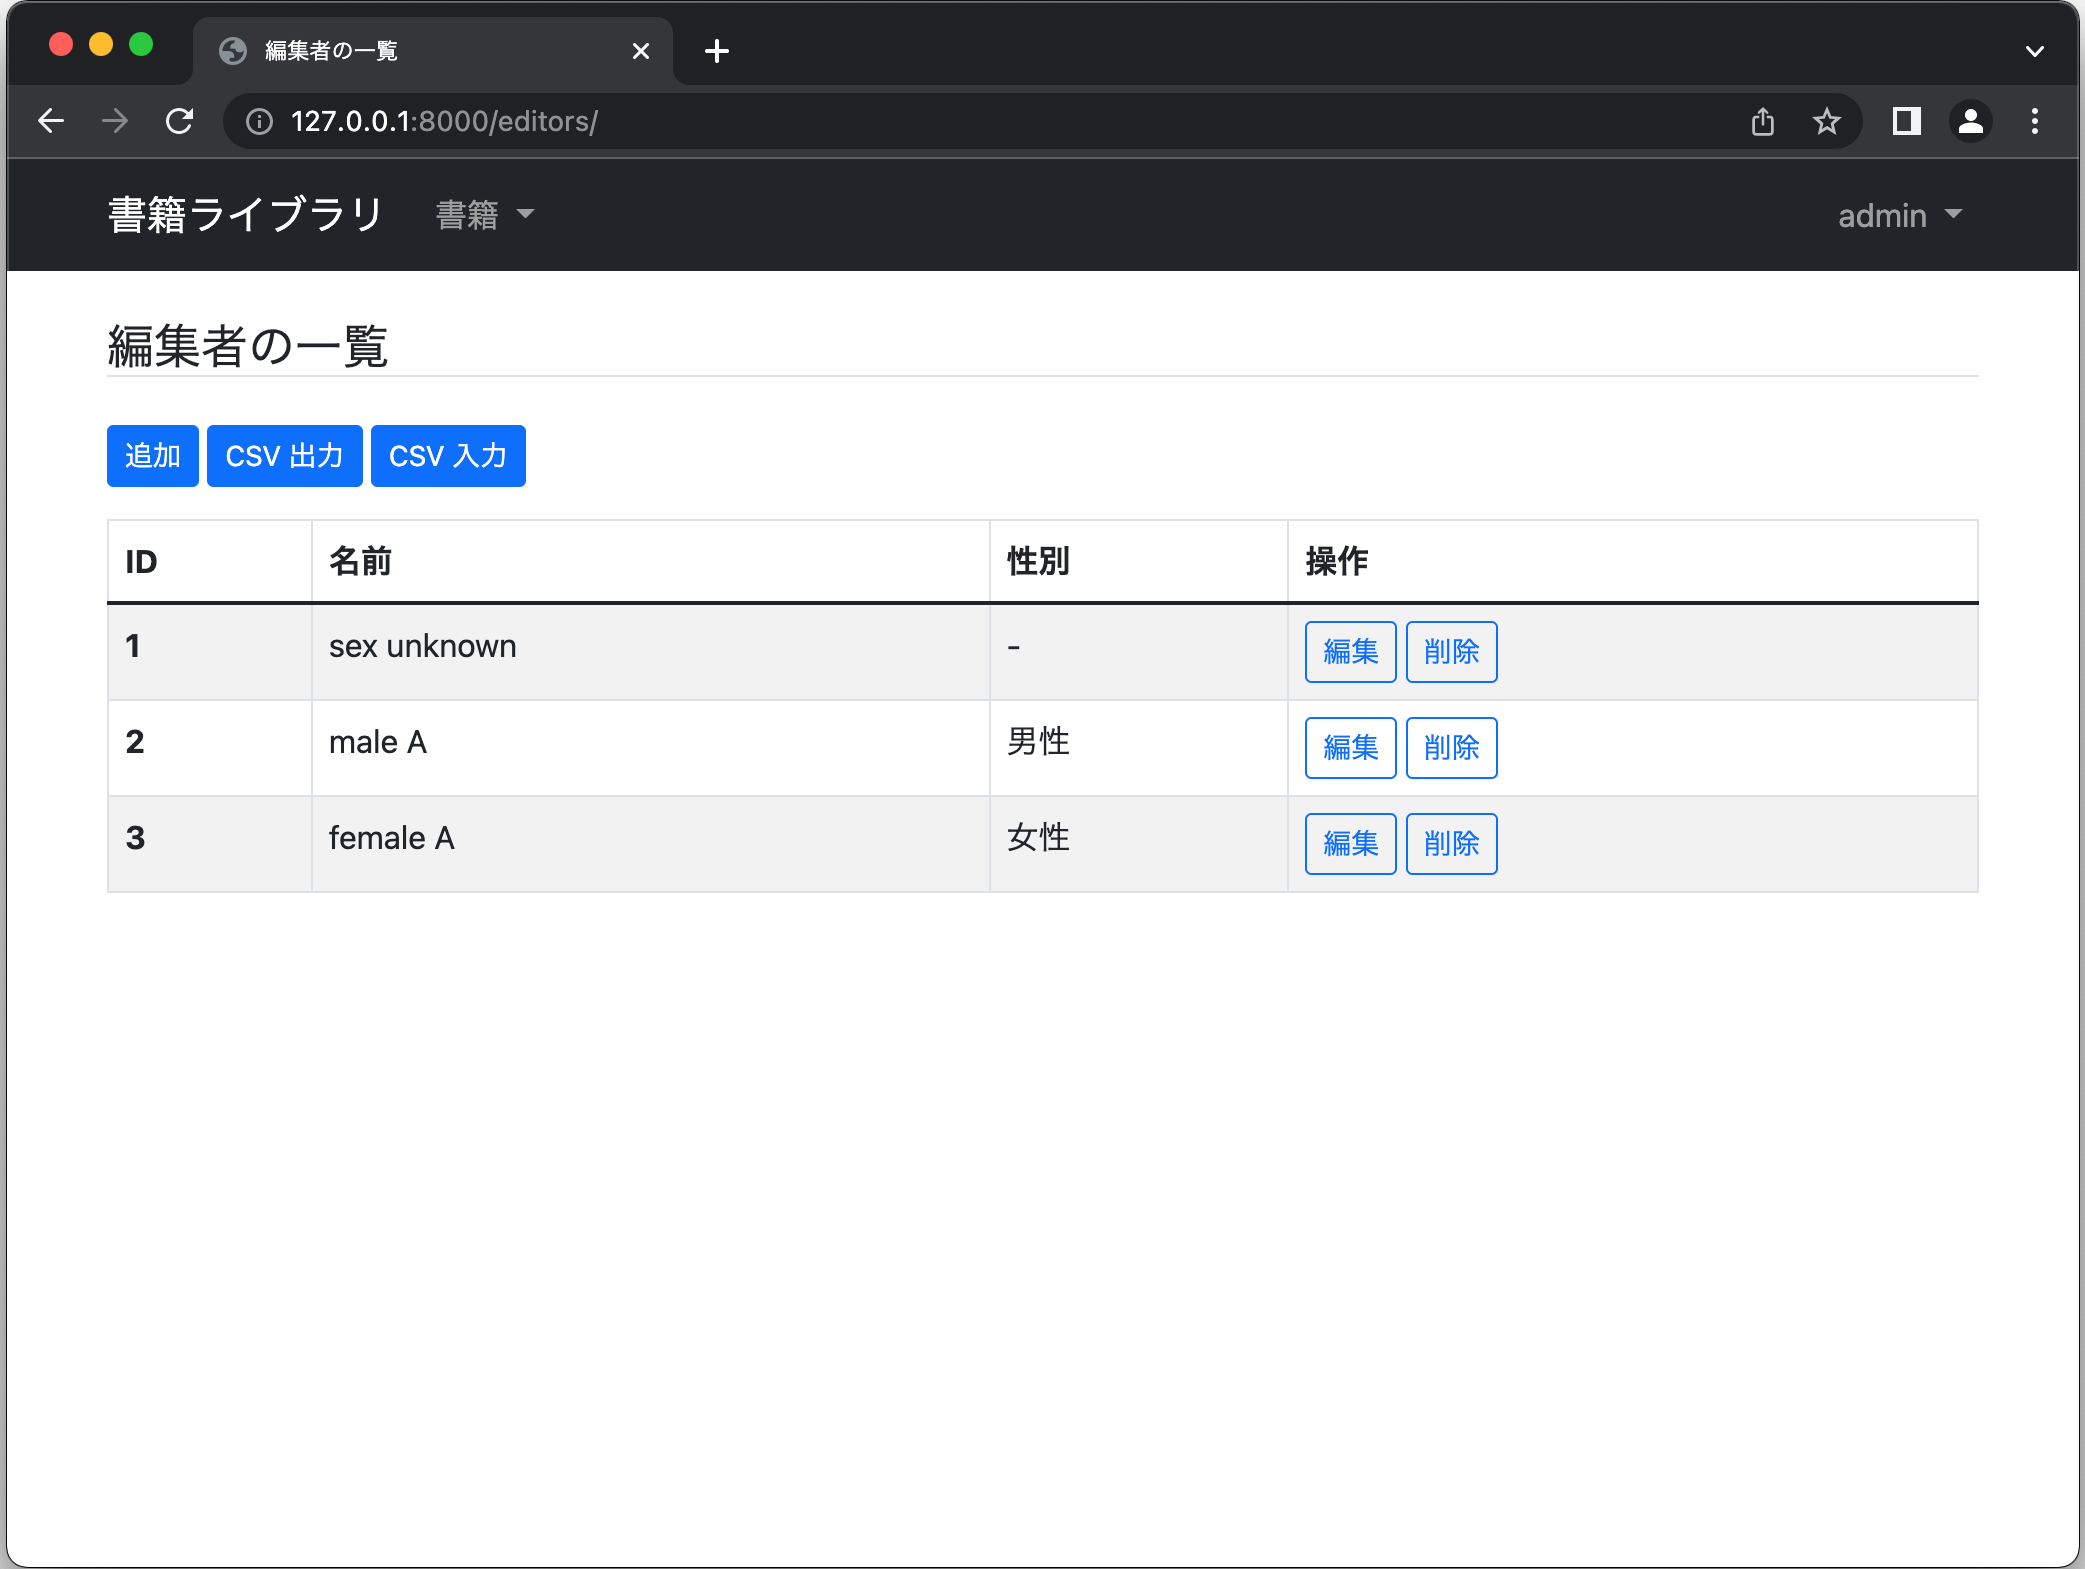 編集者の一覧
127.0.0.1:8000/editors/
書籍ライブラリ 書籍 admin
編集者の一覧
追加 CSV 出力 CSV 入力
ID 名前 性別 操作
1 sex unknown - 編集 削除
2 male A 男性 編集 削除
3 female A 女性 編集 削除